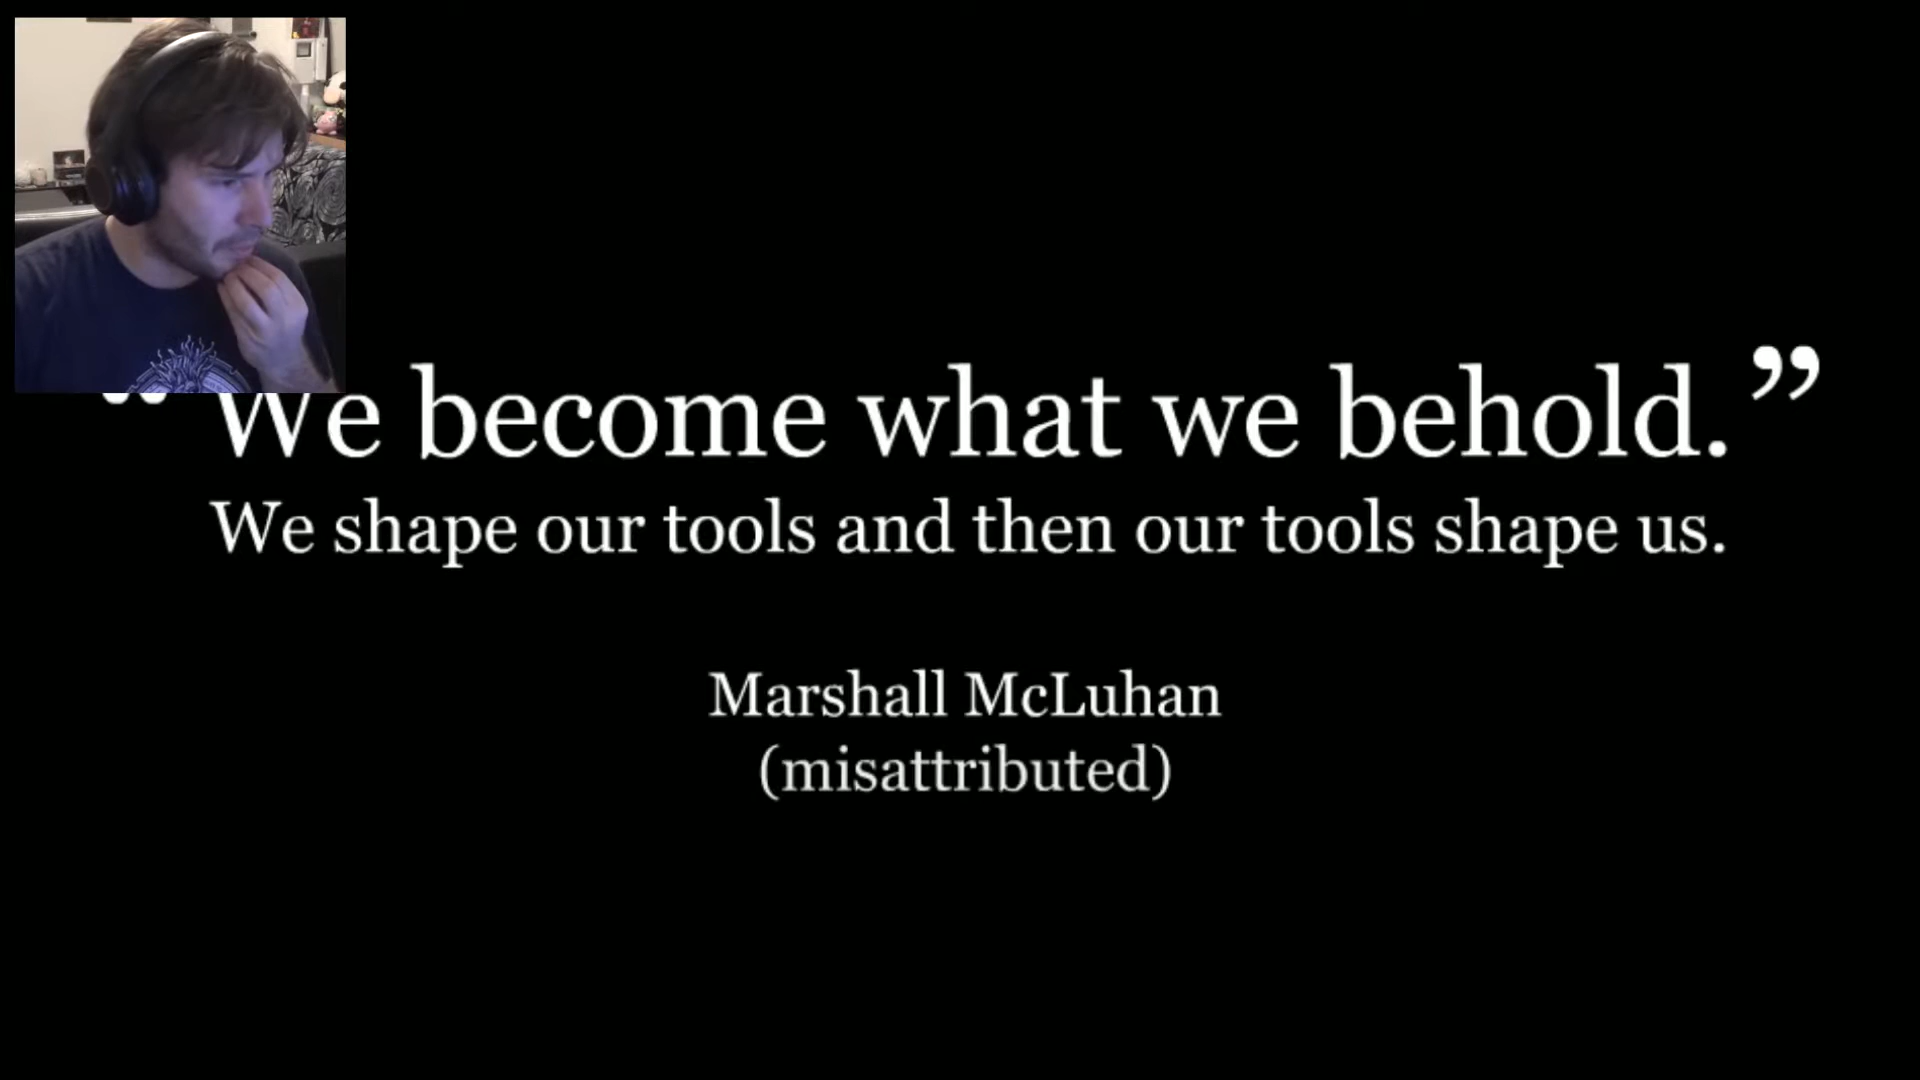 “We become what we behold.”
We shape our tools and then our tools shape us.
Marshall McLuhan
(misattributed)